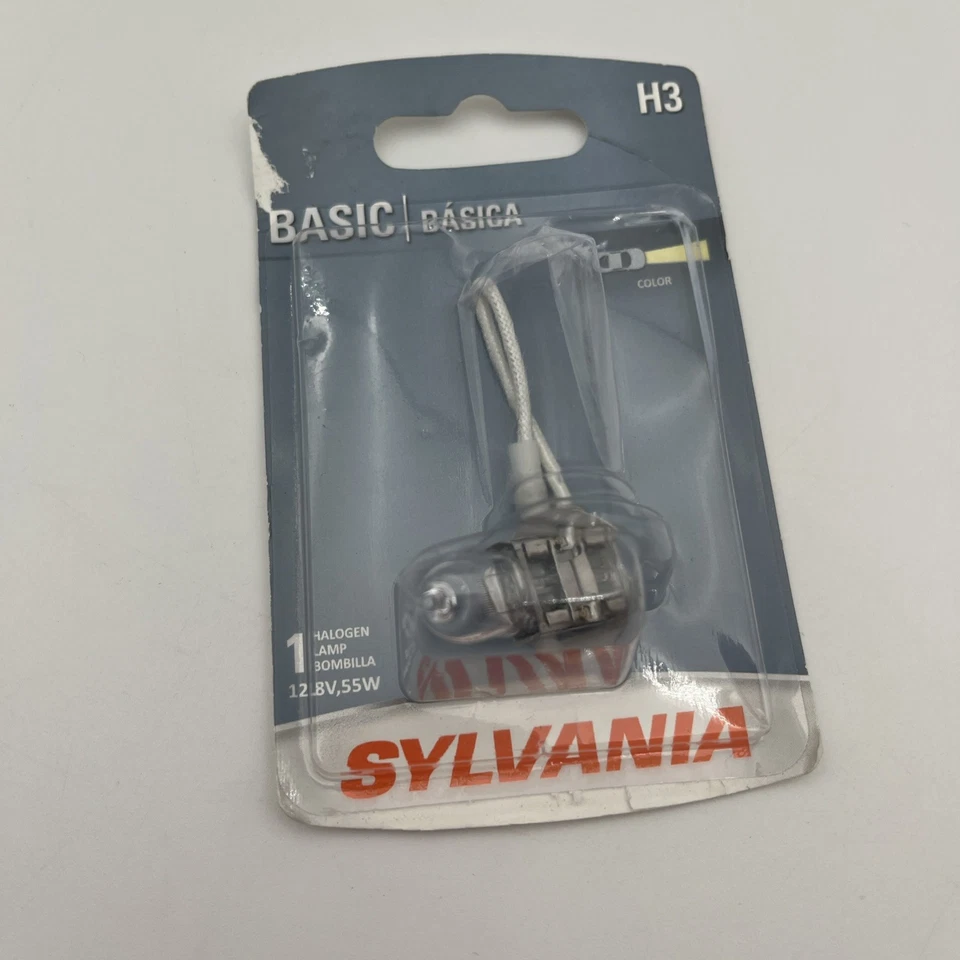 H3
BASIC | BÁSICA
COLOR
1 HALOGEN
LAMP
BOMBILLA
12.8V,55W
SYLVANIA